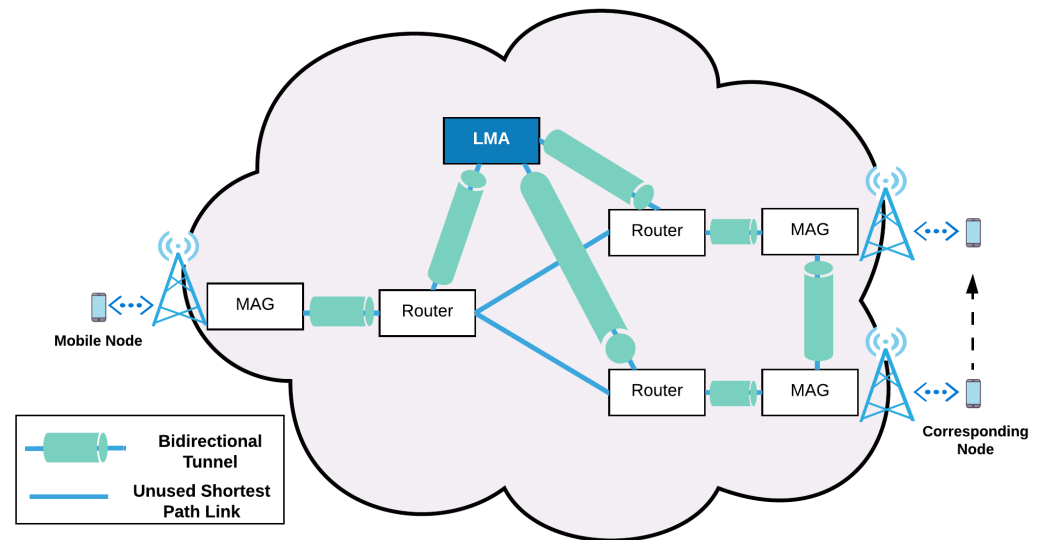 LMA
Router
MAG
MAG
Router
Mobile Node
Router
MAG
Corresponding
Node
Bidirectional
Tunnel
Unused Shortest
Path Link